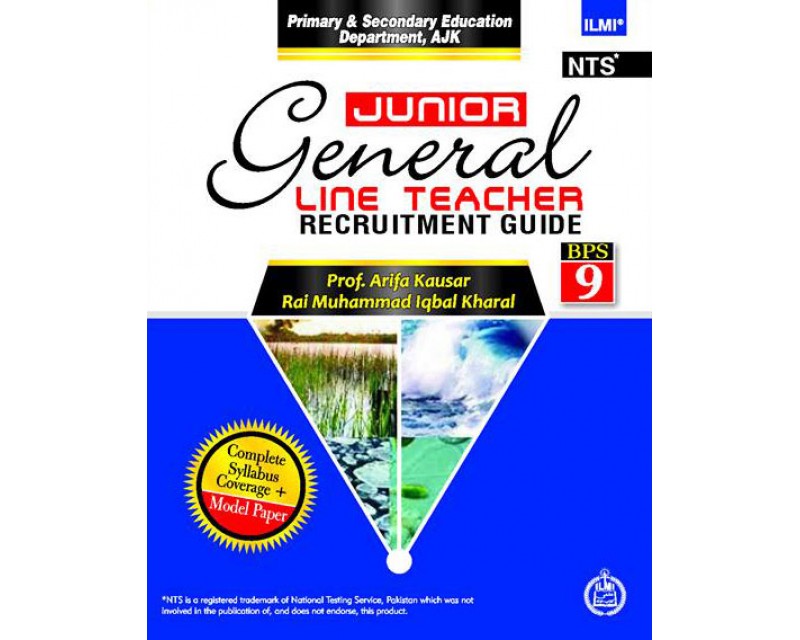 Primary & Secondary Education
Department, AJK
ILMI®
NTS*
JUNIOR
General
LINE TEACHER
RECRUITMENT GUIDE
BPS
9
Prof. Arifa Kausar
Rai Muhammad Iqbal Kharal
Complete
Syllabus
Coverage +
Model Paper
*NTS is a registered trademark of National Testing Service, Pakistan which was not
involved in the publication of, and does not endorse, this product.
ILMI